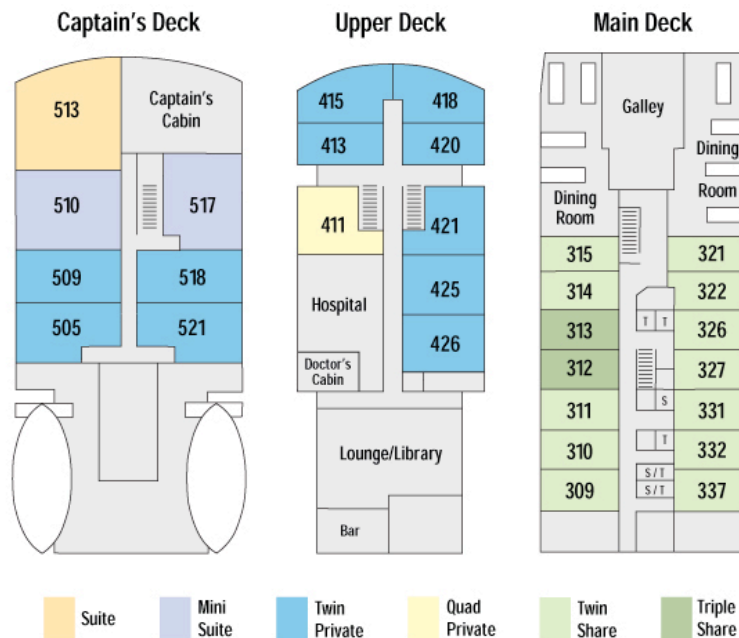 Captain's Deck
Upper Deck
Main Deck
513
Captain's
Cabin
510
517
509
518
505
521
415
418
413
420
411
421
Hospital
425
Doctor's
Cabin
426
Lounge/Library
Bar
Galley
Dining
Room
Dining
Room
315
321
314
322
313
T
T
326
312
327
311
S
331
310
T
332
S/T
309
S/T
337
Suite
Mini
Suite
Twin
Private
Quad
Private
Twin
Share
Triple
Share